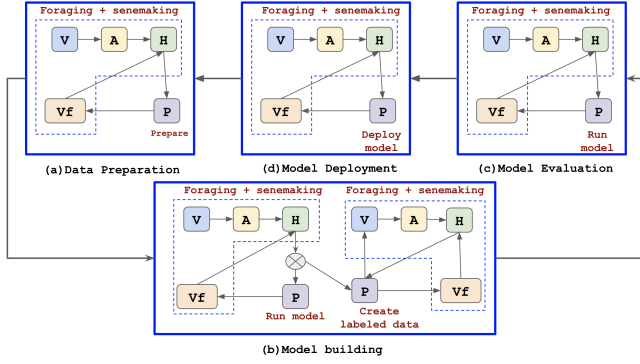 Foraging + senemaking
V
A
H
Vf
P
Prepare
(a)Data Preparation
Foraging + senemaking
V
A
H
Vf
P
Deploy
model
(d)Model Deployment
Foraging + senemaking
V
A
H
Vf
P
Run
model
(c)Model Evaluation
Foraging + senemaking
V
A
H
Vf
P
Run model
Foraging + senemaking
V
A
H
P
Vf
Create
labeled data
(b)Model building